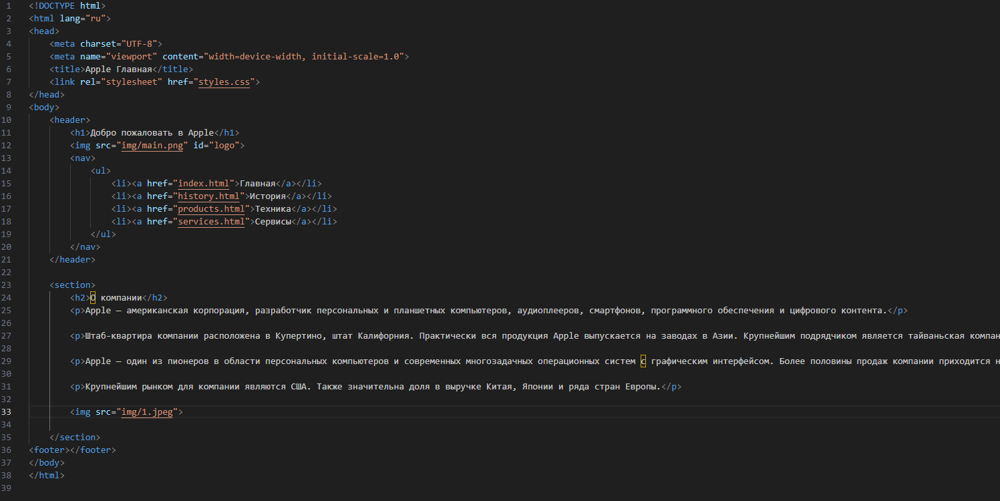 1 <!DOCTYPE html>
2 <html lang="ru">
3 <head>
4 <meta charset="UTF-8">
5 <meta name="viewport" content="width=device-width, initial-scale=1.0">
6 <title>Apple Главная</title>
7 <link rel="stylesheet" href="styles.css">
8 </head>
9 <body>
10 <header>
11 <h1>Добро пожаловать в Apple</h1>
12 <img src="img/main.png" id="logo">
13 <nav>
14 <ul>
15 <li><a href="index.html">Главная</a></li>
16 <li><a href="history.html">История</a></li>
17 <li><a href="products.html">Техника</a></li>
18 <li><a href="services.html">Сервисы</a></li>
19 </ul>
20 </nav>
21 </header>
22
23 <section>
24 <h2>О компании</h2>
25 <p>Apple — американская корпорация, разработчик персональных и планшетных компьютеров, аудиоплееров, смартфонов, программного обеспечения и цифрового контента.</p>
26
27 <p>Штаб-квартира компании расположена в Купертино, штат Калифорния. Практически вся продукция Apple выпускается на заводах в Азии. Крупнейшим подрядчиком является тайваньская компан
28
29 <p>Apple — один из пионеров в области персональных компьютеров и современных многозадачных операционных систем с графическим интерфейсом. Более половины продаж компании приходится н
30
31 <p>Крупнейшим рынком для компании являются США. Также значительна доля в выручке Китая, Японии и ряда стран Европы.</p>
32
33 <img src="img/1.jpeg">
34
35 </section>
36 <footer></footer>
37 </body>
38 </html>
39